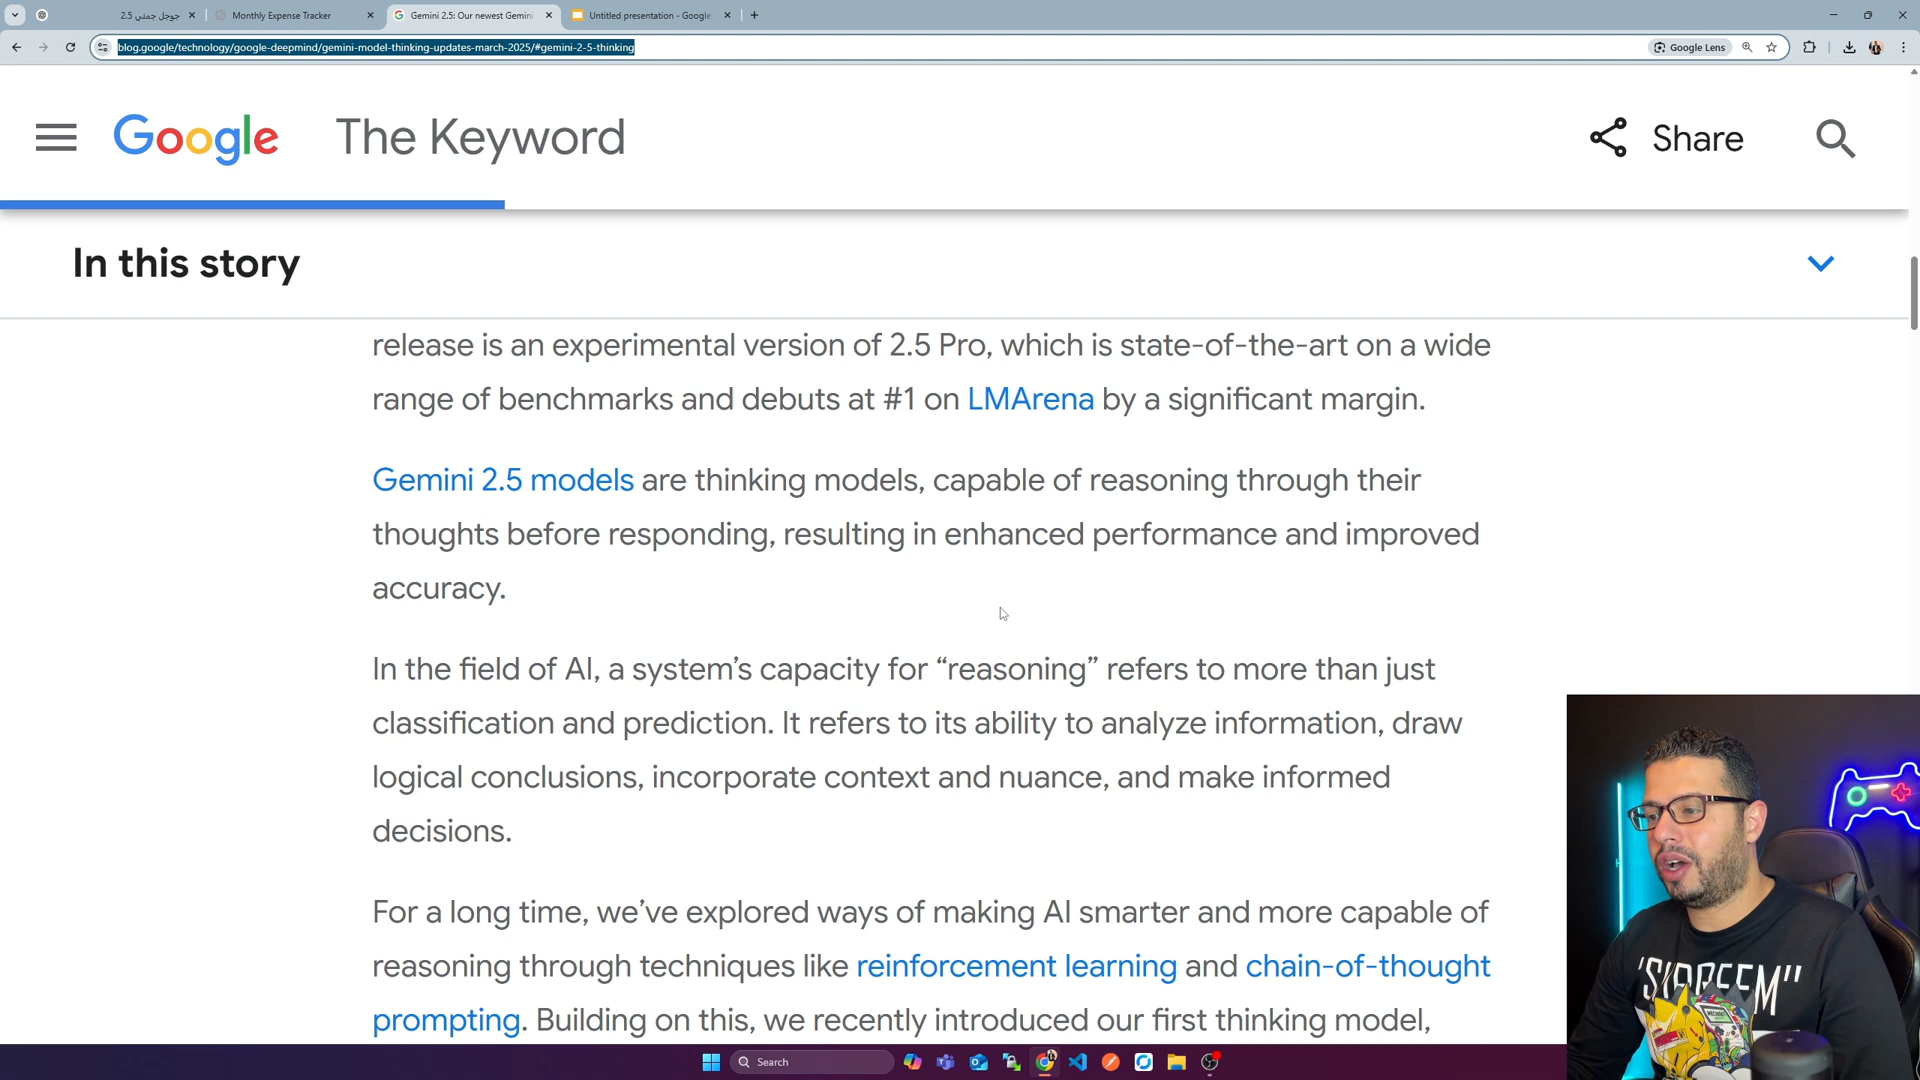 جوجل جمتي 2.5
Monthly Expense Tracker
Gemini 2.5: Our newest Gemini
Untitled presentation - Google
blog.google/technology/google-deepmind/gemini-model-thinking-updates-march-2025/#gemini-2-5-thinking
Google Lens
Google The Keyword
Share
In this story
release is an experimental version of 2.5 Pro, which is state-of-the-art on a wide
range of benchmarks and debuts at #1 on LMArena by a significant margin.
Gemini 2.5 models are thinking models, capable of reasoning through their
thoughts before responding, resulting in enhanced performance and improved
accuracy.
In the field of AI, a system’s capacity for “reasoning” refers to more than just
classification and prediction. It refers to its ability to analyze information, draw
logical conclusions, incorporate context and nuance, and make informed
decisions.
For a long time, we’ve explored ways of making AI smarter and more capable of
reasoning through techniques like reinforcement learning and chain-of-thought
prompting. Building on this, we recently introduced our first thinking model,
Search